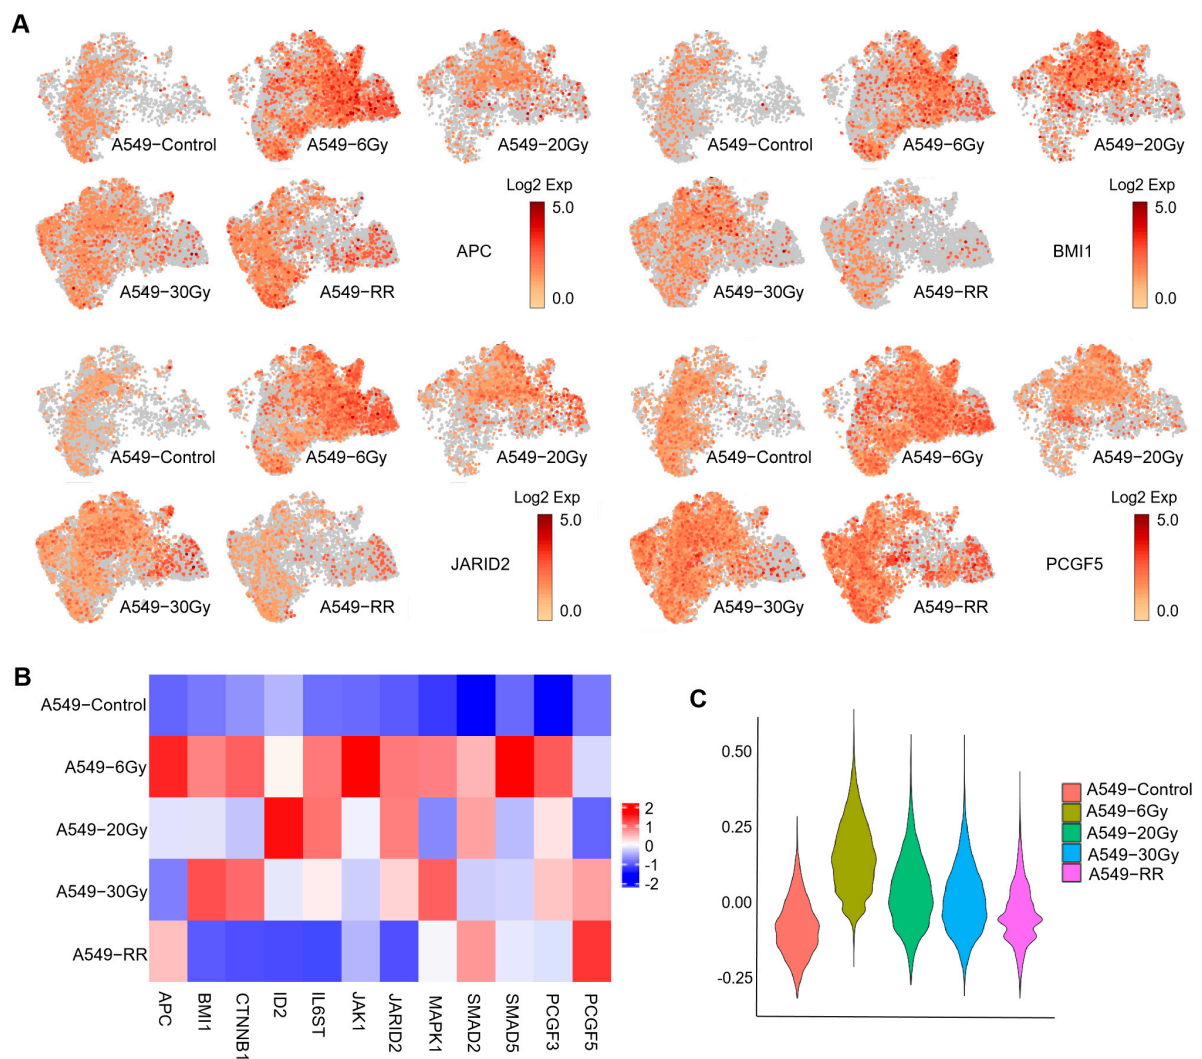 A
A549−Control
A549−6Gy
A549−20Gy
A549−Control
A549−6Gy
A549−20Gy
A549−30Gy
A549−RR
APC
Log2 Exp
5.0
0.0
A549−30Gy
A549−RR
BMI1
Log2 Exp
5.0
0.0
A549−Control
A549−6Gy
A549−20Gy
A549−Control
A549−6Gy
A549−20Gy
A549−30Gy
A549−RR
JARID2
Log2 Exp
5.0
0.0
A549−30Gy
A549−RR
PCGF5
Log2 Exp
5.0
0.0
B
A549−Control
A549−6Gy
A549−20Gy
A549−30Gy
A549−RR
APC
BMI1
CTNNB1
ID2
IL6ST
JAK1
JARID2
MAPK1
SMAD2
SMAD5
PCGF3
PCGF5
2
1
0
-1
-2
C
0.50
0.25
0.00
-0.25
A549−Control
A549−6Gy
A549−20Gy
A549−30Gy
A549−RR